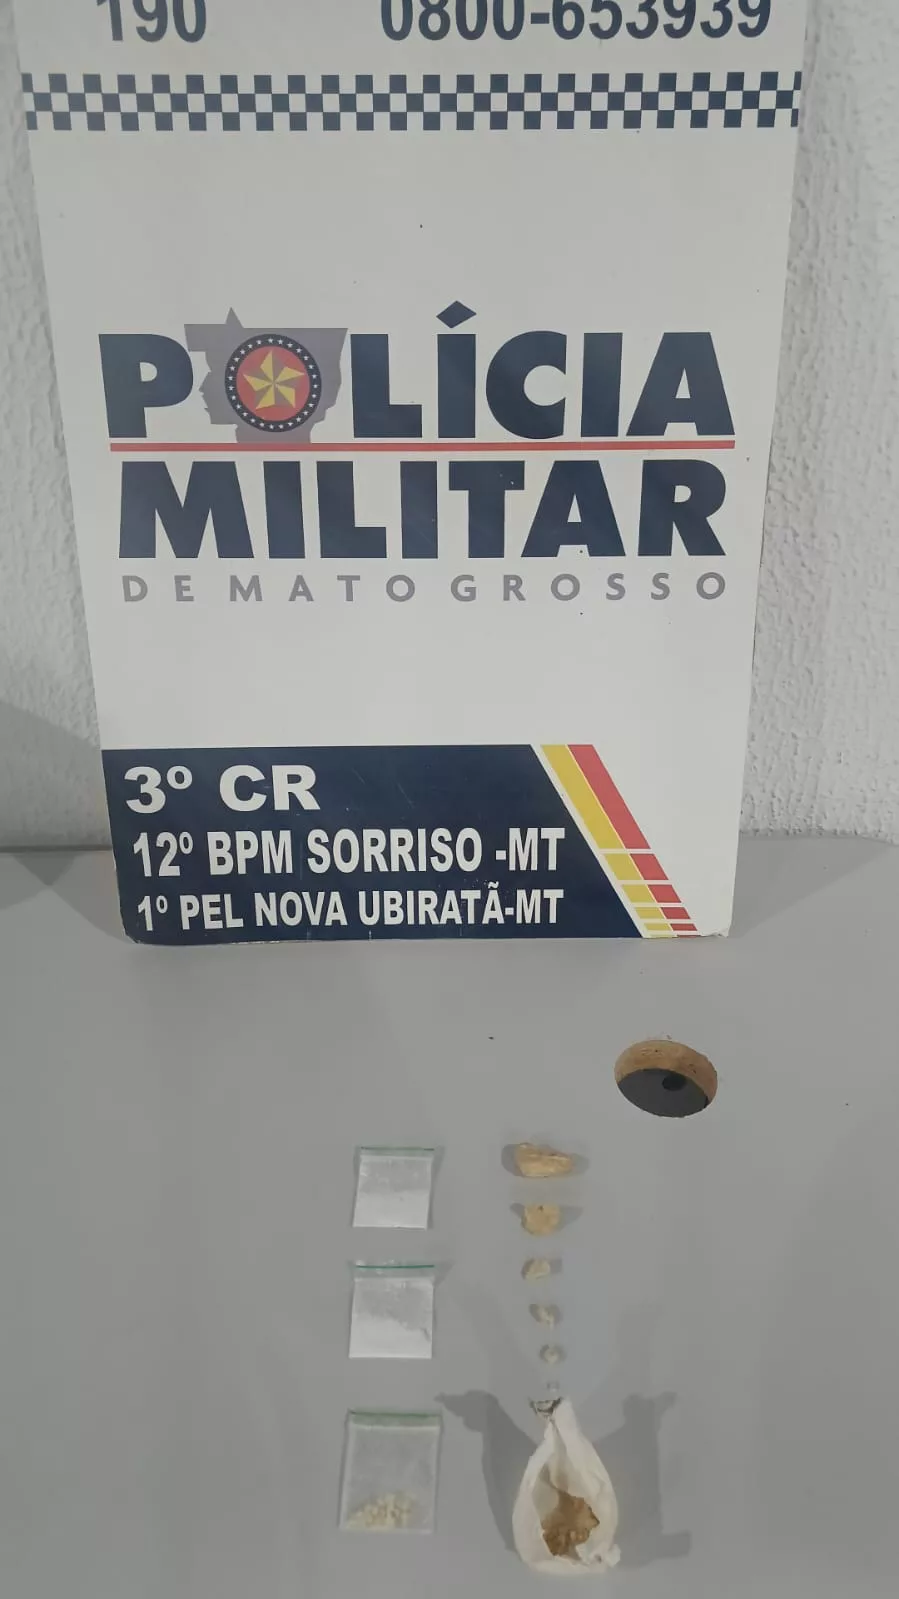 190 0800-653939
POLÍCIA
MILITAR
DE MATO GROSSO
3º CR
12º BPM SORRISO -MT
1º PEL NOVA UBIRATÃ-MT